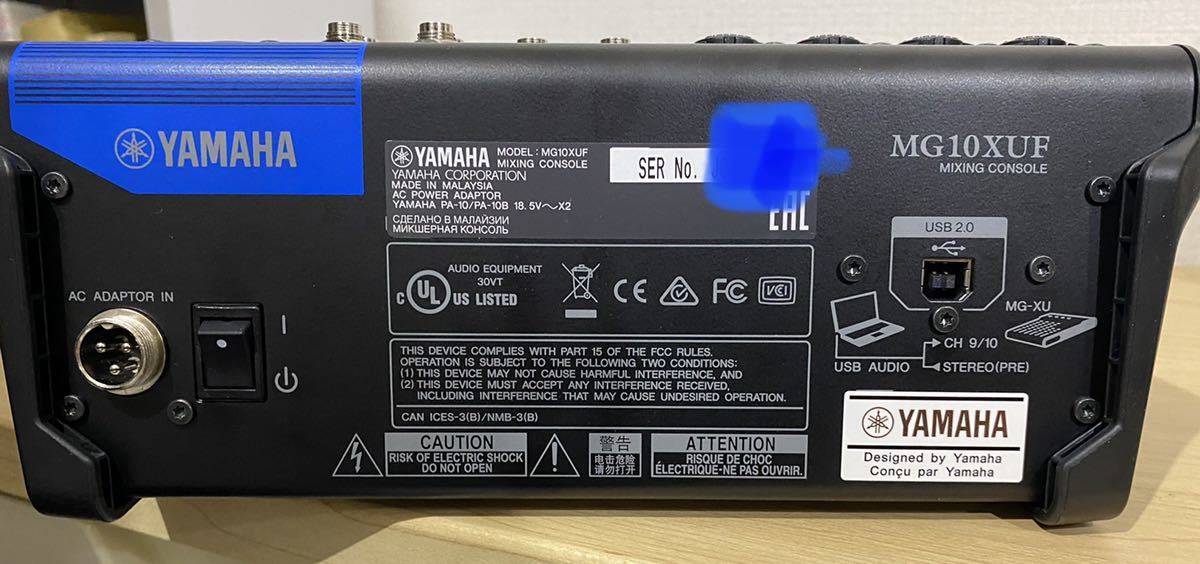 YAMAHA
YAMAHA
MODEL : MG10XUF
MIXING CONSOLE
YAMAHA CORPORATION
MADE IN MALAYSIA
AC POWER ADAPTOR
YAMAHA PA-10/PA-10B 18.5V～X2
СДЕЛАНО В МАЛАЙЗИИ
МИКШЕРНАЯ КОНСОЛЬ
SER No.
EAC
MG10XUF
MIXING CONSOLE
USB 2.0
AC ADAPTOR IN
C UL US LISTED
AUDIO EQUIPMENT
30VT
CE
FC
VCI
MG-XU
CH 9/10
USB AUDIO
STEREO(PRE)
THIS DEVICE COMPLIES WITH PART 15 OF THE FCC RULES.
OPERATION IS SUBJECT TO THE FOLLOWING TWO CONDITIONS:
(1) THIS DEVICE MAY NOT CAUSE HARMFUL INTERFERENCE, AND
(2) THIS DEVICE MUST ACCEPT ANY INTERFERENCE RECEIVED,
INCLUDING INTERFERENCE THAT MAY CAUSE UNDESIRED OPERATION.
CAN ICES-3(B)/NMB-3(B)
CAUTION
RISK OF ELECTRIC SHOCK
DO NOT OPEN
警告
电击危险
请勿打开
ATTENTION
RISQUE DE CHOC
ÉLECTRIQUE-NE PAS OUVRIR.
YAMAHA
Designed by Yamaha
Conçu par Yamaha